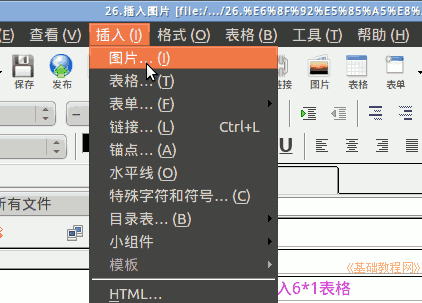 26.插入图片 [file:/.../26.%E6%8F%92%E5%85%A5%E5%8
(E) 查看 (V) 插入 (I) 格式 (O) 表格 (B) 工具 (T) 帮助 (H)
保存 发布 链接 图片 表格
图片... (I)
表格... (T)
表单... (F)
链接... (L) Ctrl+L
锚点... (A)
水平线 (O)
特殊字符和符号... (C)
目录表... (B)
小组件
模板
HTML...
U
所有文件
《基础教程网》
入6*1表格